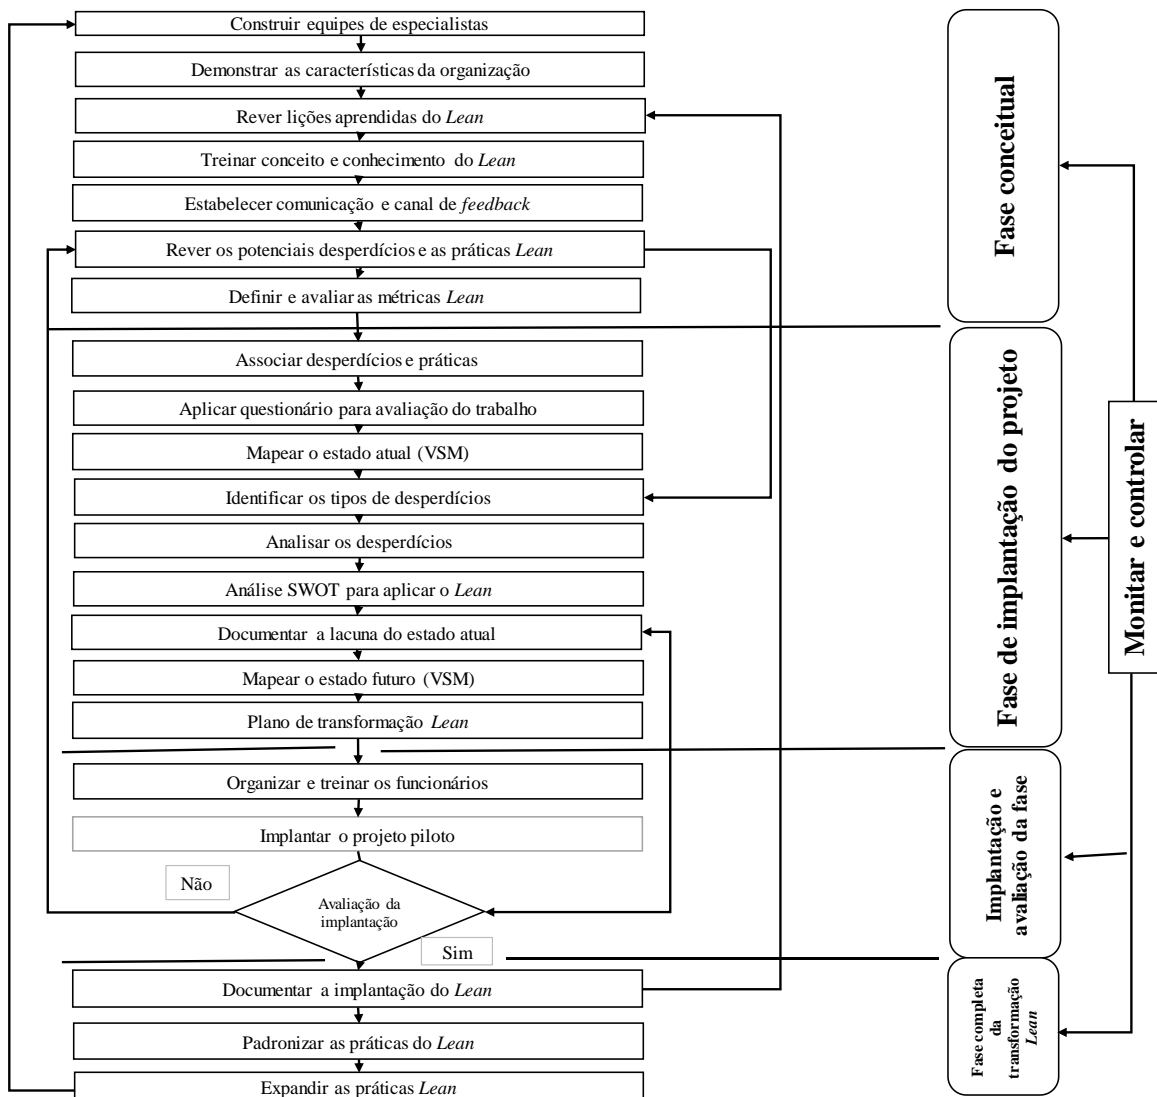 Construir equipes de especialistas
Demonstrar as características da organização
Rever lições aprendidas do Lean
Treinar conceito e conhecimento do Lean
Estabelecer comunicação e canal de feedback
Rever os potenciais desperdícios e as práticas Lean
Definir e avaliar as métricas Lean
Associar desperdícios e práticas
Aplicar questionário para avaliação do trabalho
Mapear o estado atual (VSM)
Identificar os tipos de desperdícios
Analisar os desperdícios
Análise SWOT para aplicar o Lean
Documentar a lacuna do estado atual
Mapear o estado futuro (VSM)
Plano de transformação Lean
Organizar e treinar os funcionários
Implantar o projeto piloto
Não
Avaliação da
implantação
Sim
Documentar a implantação do Lean
Padronizar as práticas do Lean
Expandir as práticas Lean
Fase conceitual
Fase de implantação do projeto
Implantação e
avaliação da fase
Fase completa
da
transformação
Lean
Monitar e controlar